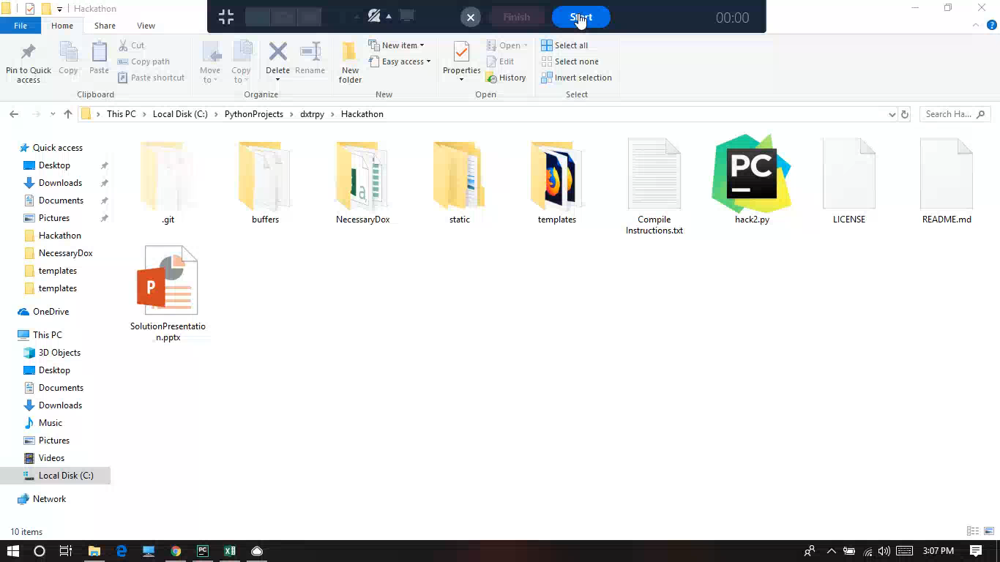 Hackathon
Finish
Start
00:00
File
Home
Share
View
Pin to Quick access
Copy
Paste
Cut
Copy path
Paste shortcut
Clipboard
Move to
Copy to
Delete
Rename
Organize
New folder
New item
Easy access
New
Properties
Open
Edit
History
Open
Select all
Select none
Invert selection
Select
This PC
Local Disk (C:)
PythonProjects
dxtrpy
Hackathon
Search Ha...
Quick access
Desktop
Downloads
Documents
Pictures
Hackathon
NecessaryDox
templates
templates
OneDrive
This PC
3D Objects
Desktop
Documents
Downloads
Music
Pictures
Videos
Local Disk (C:)
Network
.git
buffers
a
NecessaryDox
static
templates
Compile
Instructions.txt
PC
hack2.py
LICENSE
README.md
P
SolutionPresentatio
n.pptx
10 items
PC
3:07 PM